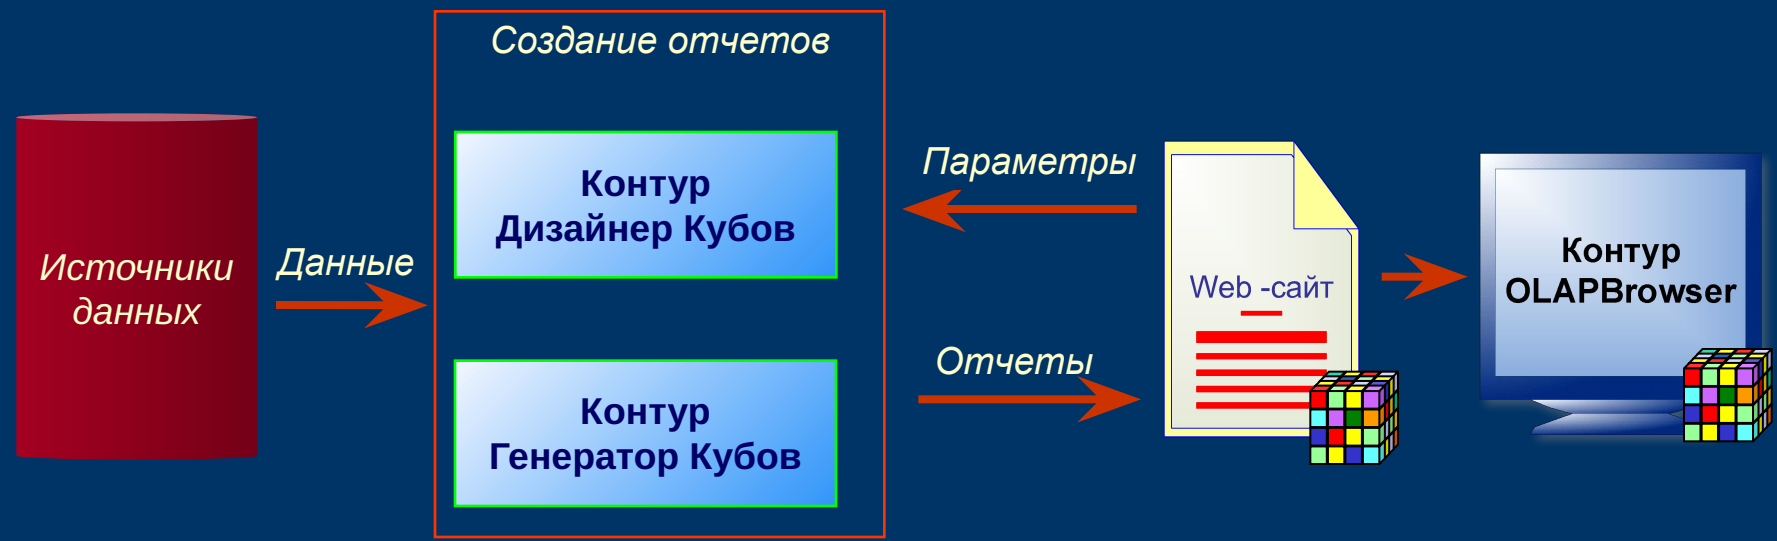 Создание отчетов
Источники
данных
Данные
Контур
Дизайнер Кубов
Контур
Генератор Кубов
Параметры
Отчеты
Web -сайт
Контур
OLAPBrowser